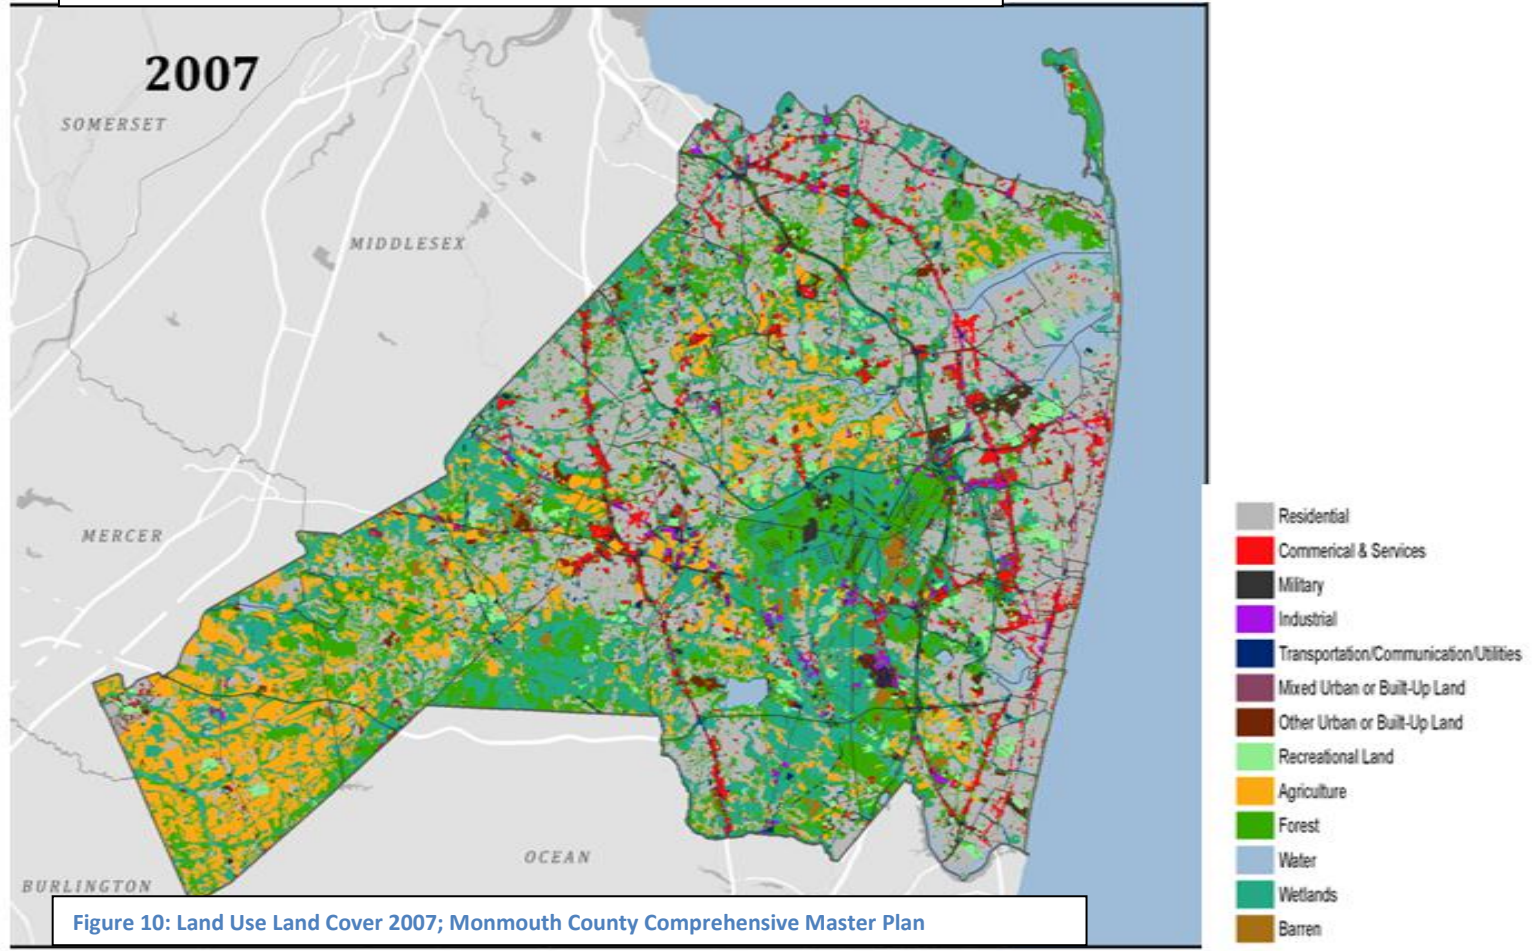 2007
SOMERSET
MIDDLESEX
MERCER
OCEAN
BURLINGTON
Residential
Commerical & Services
Military
Industrial
Transportation/Communication/Utilities
Mixed Urban or Built-Up Land
Other Urban or Built-Up Land
Recreational Land
Agriculture
Forest
Water
Wetlands
Barren
Figure 10: Land Use Land Cover 2007; Monmouth County Comprehensive Master Plan